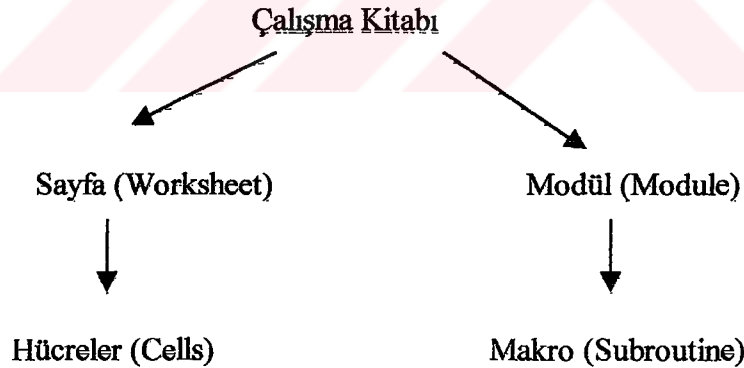 Çalışma Kitabı
Sayfa (Worksheet) Modül (Module)
Hücreler (Cells) Makro (Subroutine)